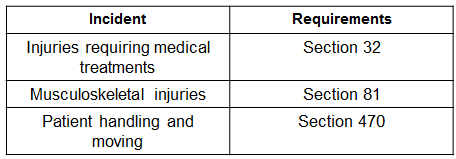 Incident Requirements
Injuries requiring medical Section 32
treatments
Musculoskeletal injuries Section 81
Patient handling and Section 470
moving